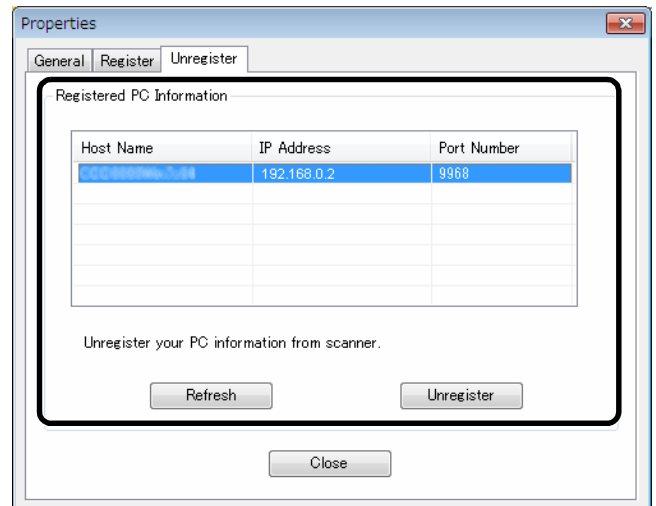 Properties
General Register Unregister
Registered PC Information
Host Name IP Address Port Number
192.168.0.2 9968
Unregister your PC information from scanner.
Refresh Unregister
Close